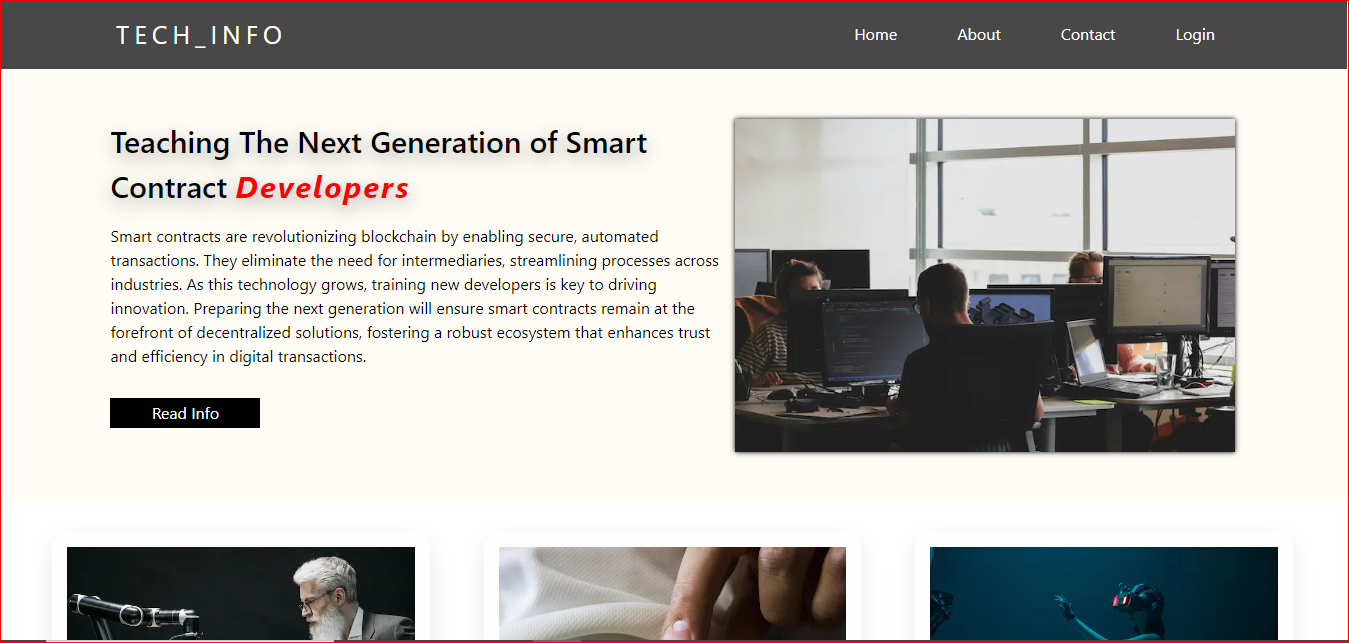 TECH_INFO
Home
About
Contact
Login
Teaching The Next Generation of Smart
Contract Developers
Smart contracts are revolutionizing blockchain by enabling secure, automated
transactions. They eliminate the need for intermediaries, streamlining processes across
industries. As this technology grows, training new developers is key to driving
innovation. Preparing the next generation will ensure smart contracts remain at the
forefront of decentralized solutions, fostering a robust ecosystem that enhances trust
and efficiency in digital transactions.
Read Info